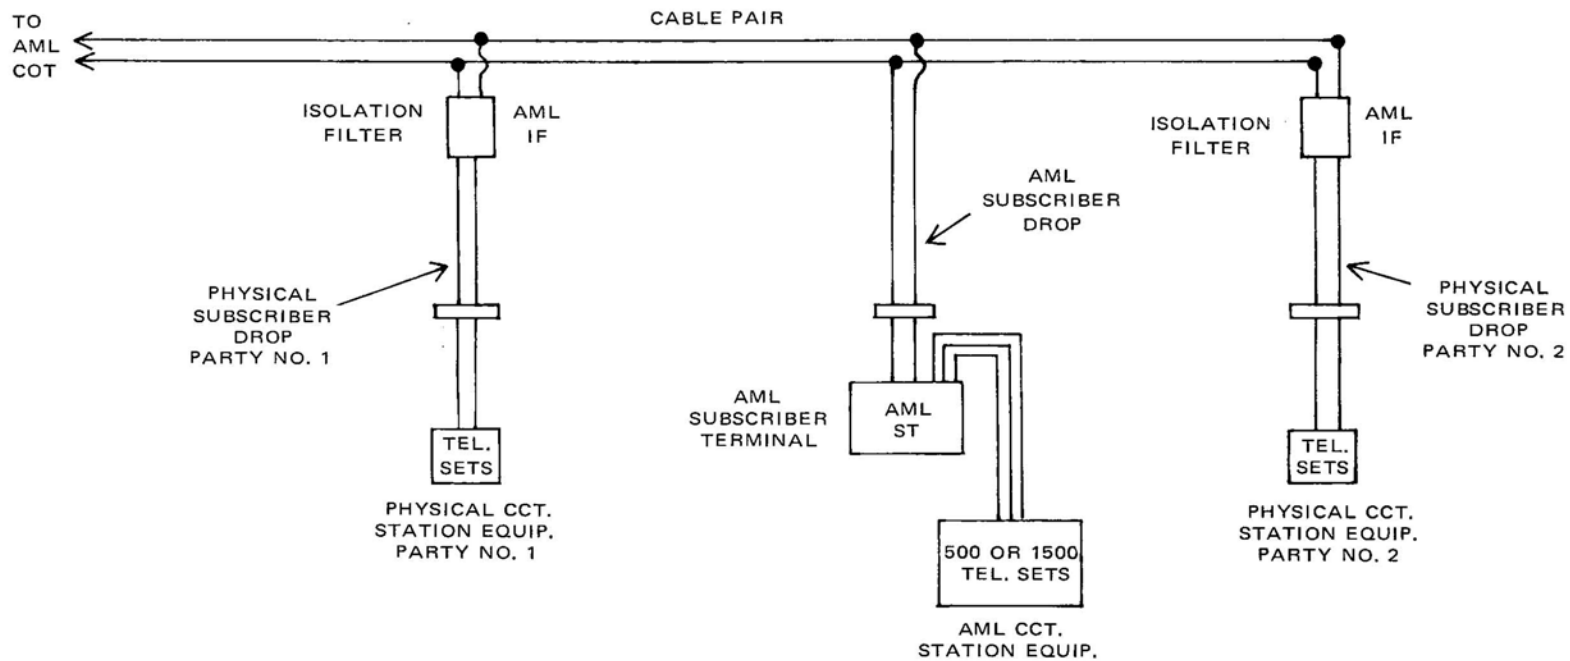 TO
AML
COT
CABLE PAIR
ISOLATION
FILTER
AML
IF
ISOLATION
FILTER
AML
IF
AML
SUBSCRIBER
DROP
PHYSICAL
SUBSCRIBER
DROP
PARTY NO. 1
PHYSICAL
SUBSCRIBER
DROP
PARTY NO. 2
AML
SUBSCRIBER
TERMINAL
AML
ST
TEL.
SETS
TEL.
SETS
PHYSICAL CCT.
STATION EQUIP.
PARTY NO. 1
500 OR 1500
TEL. SETS
PHYSICAL CCT.
STATION EQUIP.
PARTY NO. 2
AML CCT.
STATION EQUIP.